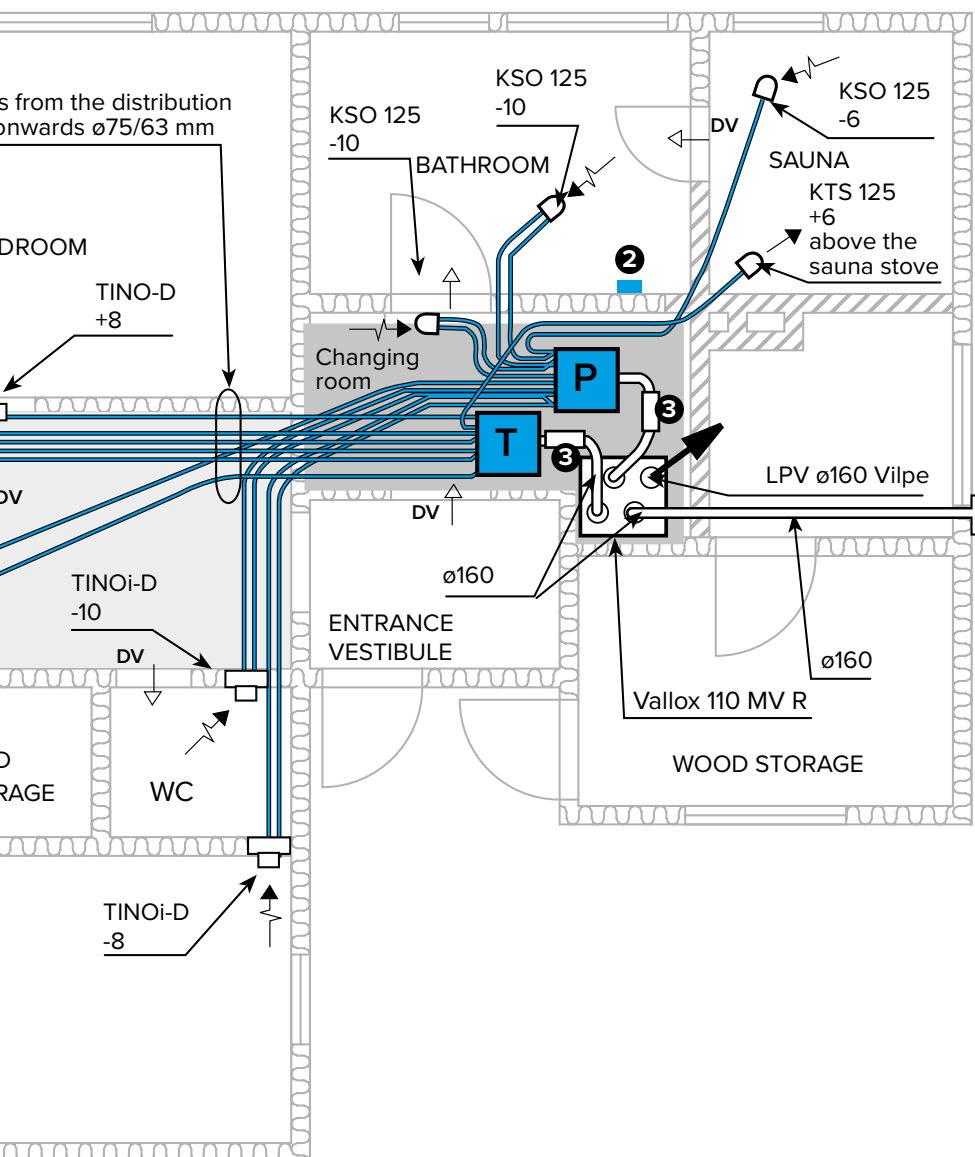 s from the distribution
onwards ø75/63 mm
KSO 125
-10
KSO 125
-10
BATHROOM
DV
KSO 125
-6
SAUNA
KTS 125
+6
above the
sauna stove
DROOM
TINO-D
+8
2
Changing
room
P
3
T
3
DV
DV
LPV ø160 Vilpe
ø160
TINOi-D
-10
DV
ENTRANCE
VESTIBULE
ø160
Vallox 110 MV R
WOOD STORAGE
D
RAGE
WC
TINOi-D
-8